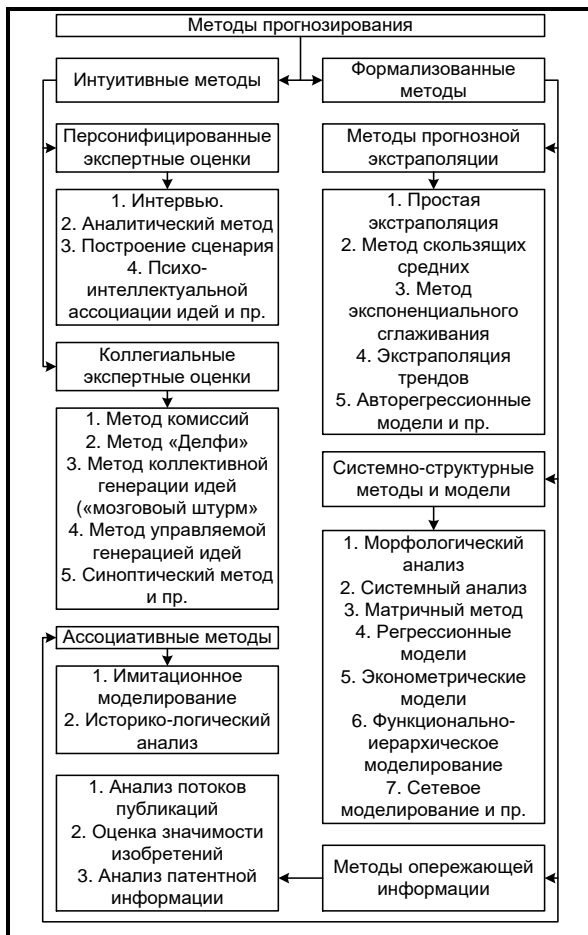 Методы прогнозирования
Интуитивные методы
Формализованные
методы
Персонифицированные
экспертные оценки
1. Интервью.
2. Аналитический метод
3. Построение сценария
4. Психо-
интеллектуальной
ассоциации идей и пр.
Коллегиальные
экспертные оценки
1. Метод комиссий
2. Метод «Делфи»
3. Метод коллективной
генерации идей
(«мозговоый штурм»
4. Метод управляемой
генерацией идей
5. Синоптический метод
и пр.
Ассоциативные методы
1. Имитационное
моделирование
2. Историко-логический
анализ
1. Анализ потоков
публикаций
2. Оценка значимости
изобретений
3. Анализ патентной
информации
Методы прогнозной
экстраполяции
1. Простая
экстраполяция
2. Метод скользящих
средних
3. Метод
экспоненциального
сглаживания
4. Экстраполяция
трендов
5. Авторегрессионные
модели и пр.
Системно-структурные
методы и модели
1. Морфологический
анализ
2. Системный анализ
3. Матричный метод
4. Регрессионные
модели
5. Эконометрические
модели
6. Функционально-
иерархическое
моделирование
7. Сетевое
моделирование и пр.
Методы опережающей
информации